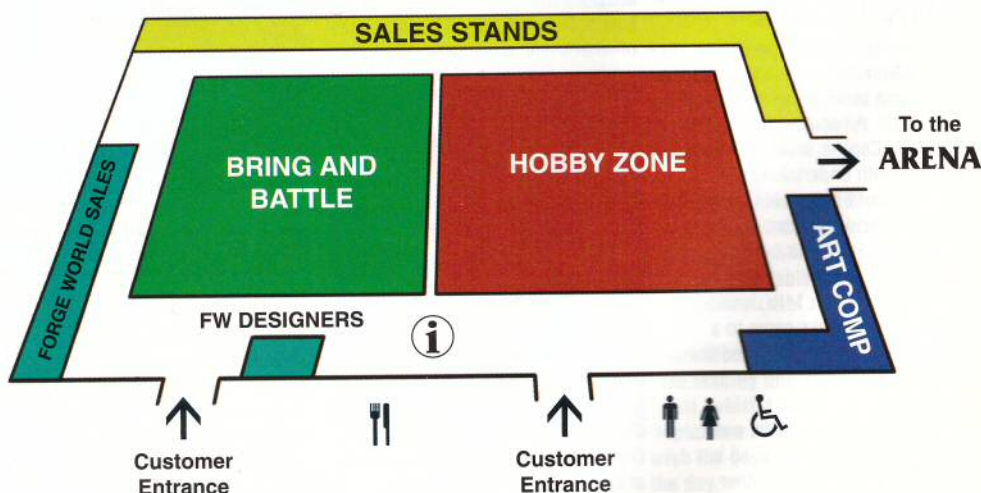 SALES STANDS
To the
ARENA
BRING AND
BATTLE
HOBBY ZONE
FORGE WORLD SALES
ART COMP
FW DESIGNERS
i
Customer
Entrance
Customer
Entrance